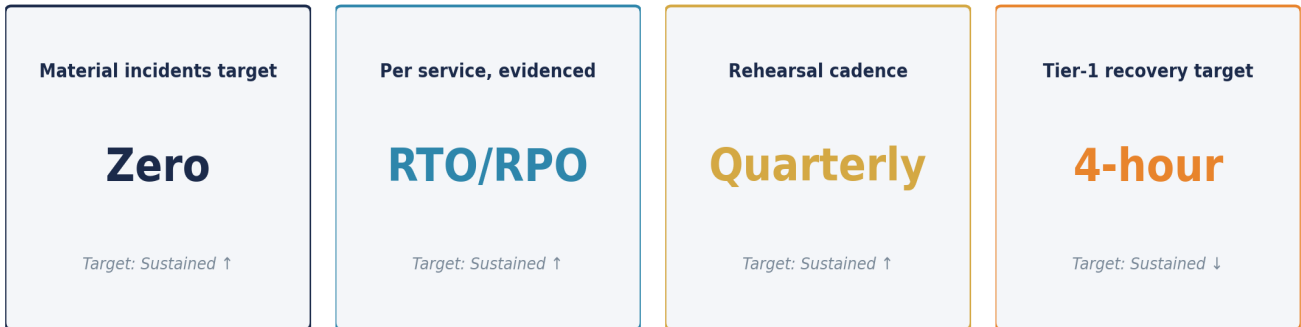 Material incidents target
Zero
Target: Sustained ↑
Per service, evidenced
RTO/RPO
Target: Sustained ↑
Rehearsal cadence
Quarterly
Target: Sustained ↑
Tier-1 recovery target
4-hour
Target: Sustained ↓